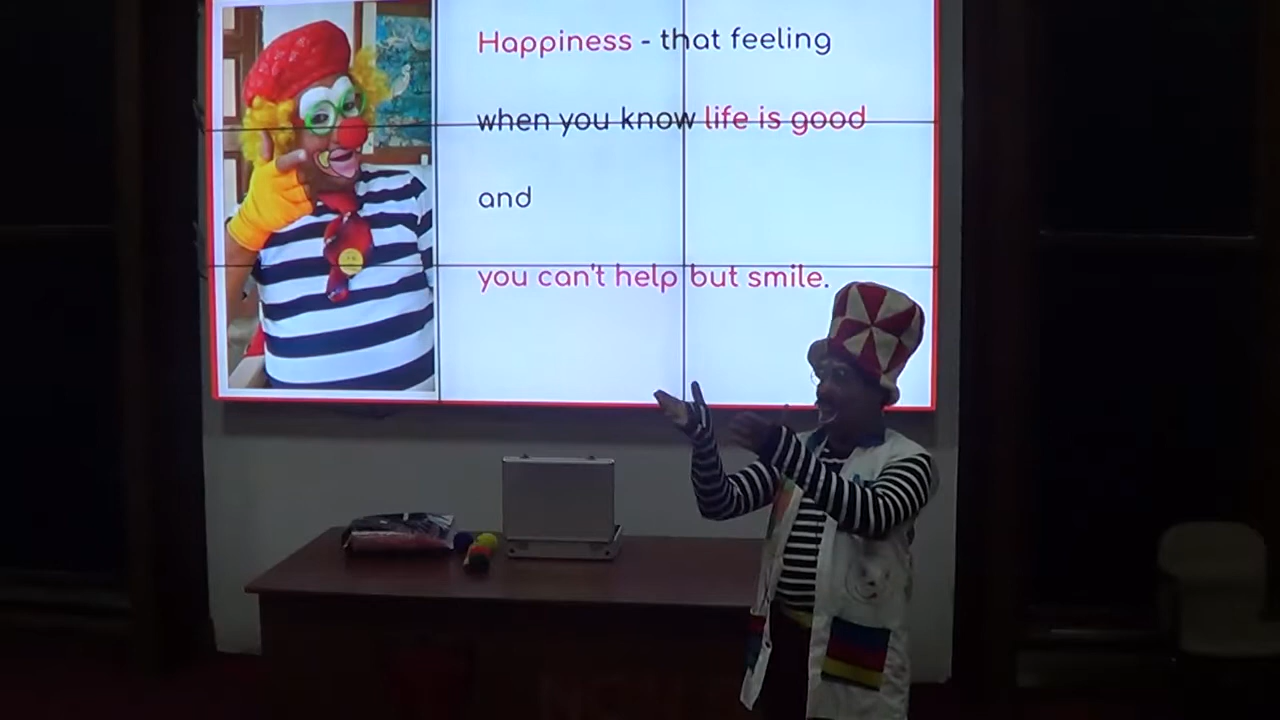 Happiness - that feeling
when you know life is good
and
you can't help but smile.